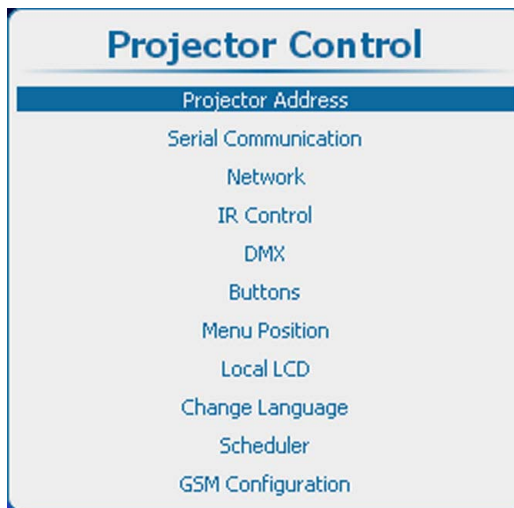 Projector Control
Projector Address
Serial Communication
Network
IR Control
DMX
Buttons
Menu Position
Local LCD
Change Language
Scheduler
GSM Configuration